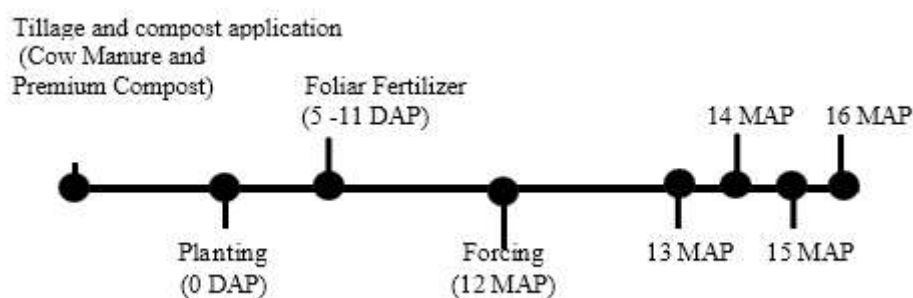 Tillage and compost application
(Cow Manure and
Premium Compost)
Foliar Fertilizer
(5 -11 DAP)
14 MAP
16 MAP
Planting
(0 DAP)
Forcing
(12 MAP)
13 MAP
15 MAP